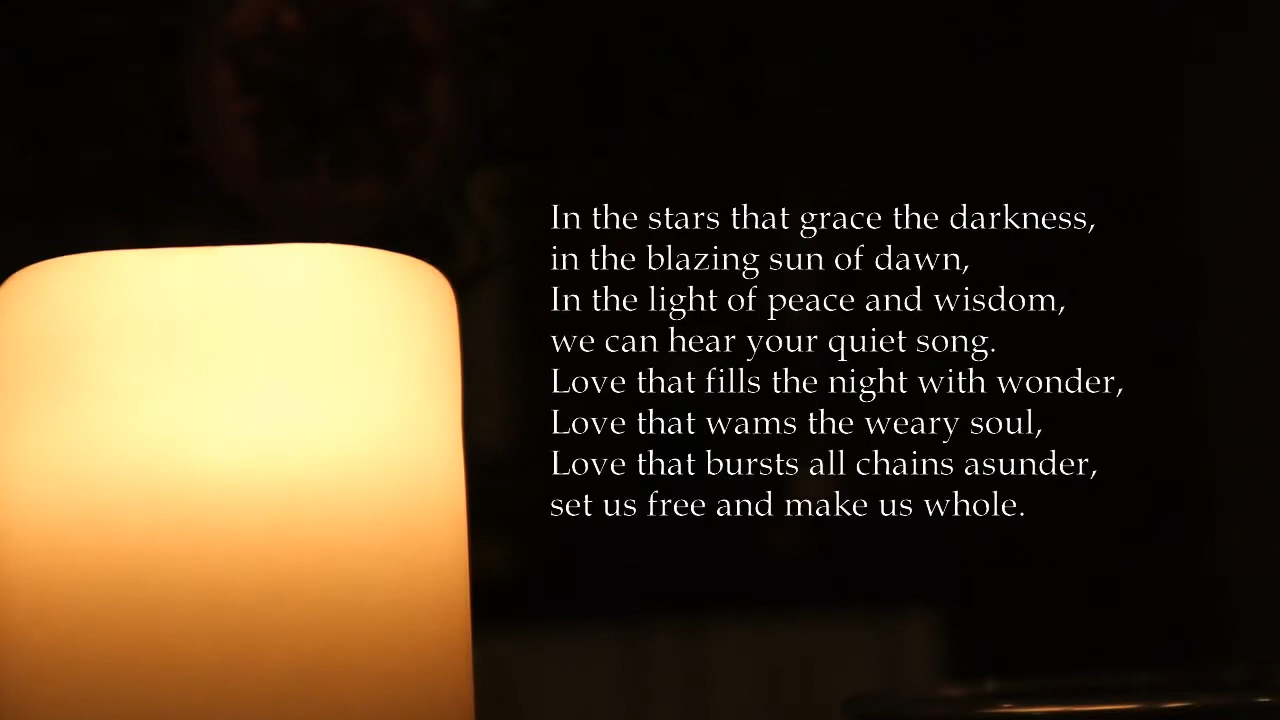 In the stars that grace the darkness,
in the blazing sun of dawn,
In the light of peace and wisdom,
we can hear your quiet song.
Love that fills the night with wonder,
Love that wams the weary soul,
Love that bursts all chains asunder,
set us free and make us whole.